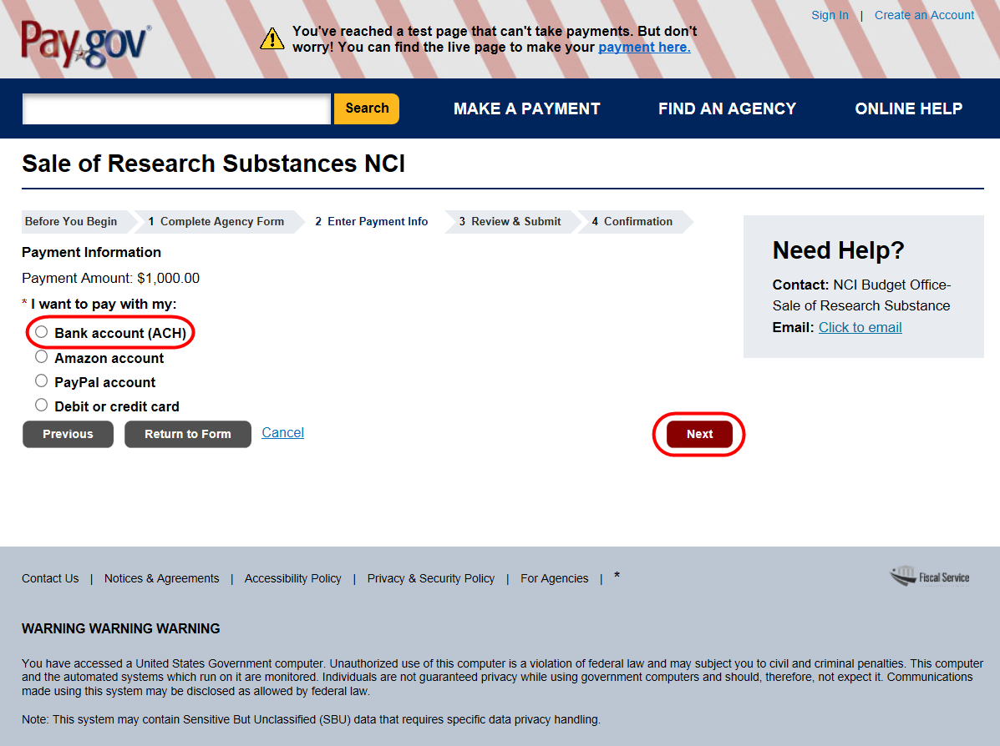 Pay.gov®
You've reached a test page that can't take payments. But don't
worry! You can find the live page to make your payment here.
Sign In | Create an Account
Search
MAKE A PAYMENT
FIND AN AGENCY
ONLINE HELP
Sale of Research Substances NCI
Before You Begin
1 Complete Agency Form
2 Enter Payment Info
3 Review & Submit
4 Confirmation
Payment Information
Payment Amount: $1,000.00
* I want to pay with my:
Bank account (ACH)
Amazon account
PayPal account
Debit or credit card
Previous
Return to Form
Cancel
Next
Need Help?
Contact: NCI Budget Office-
Sale of Research Substance
Email: Click to email
Contact Us | Notices & Agreements | Accessibility Policy | Privacy & Security Policy | For Agencies | *
Fiscal Service
WARNING WARNING WARNING
You have accessed a United States Government computer. Unauthorized use of this computer is a violation of federal law and may subject you to civil and criminal penalties. This computer
and the automated systems which run on it are monitored. Individuals are not guaranteed privacy while using government computers and should, therefore, not expect it. Communications
made using this system may be disclosed as allowed by federal law.
Note: This system may contain Sensitive But Unclassified (SBU) data that requires specific data privacy handling.